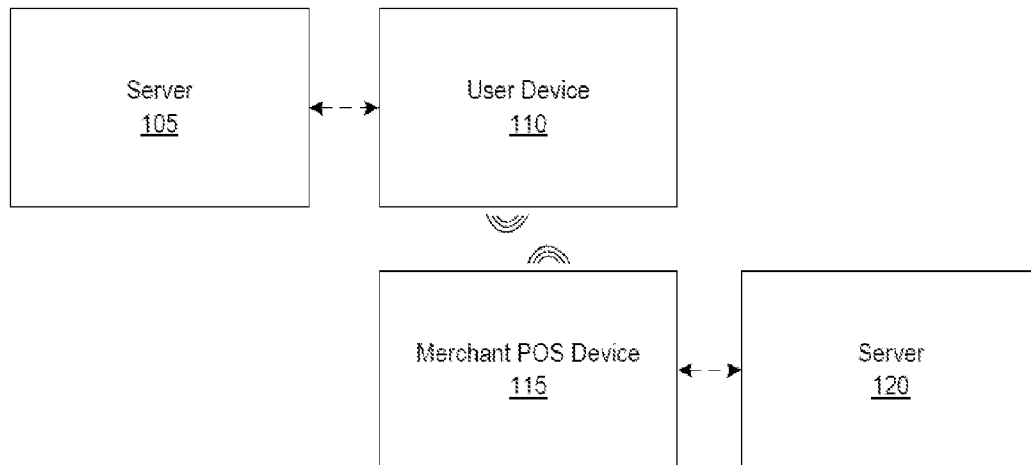 Server
105
User Device
110
Merchant POS Device
115
Server
120